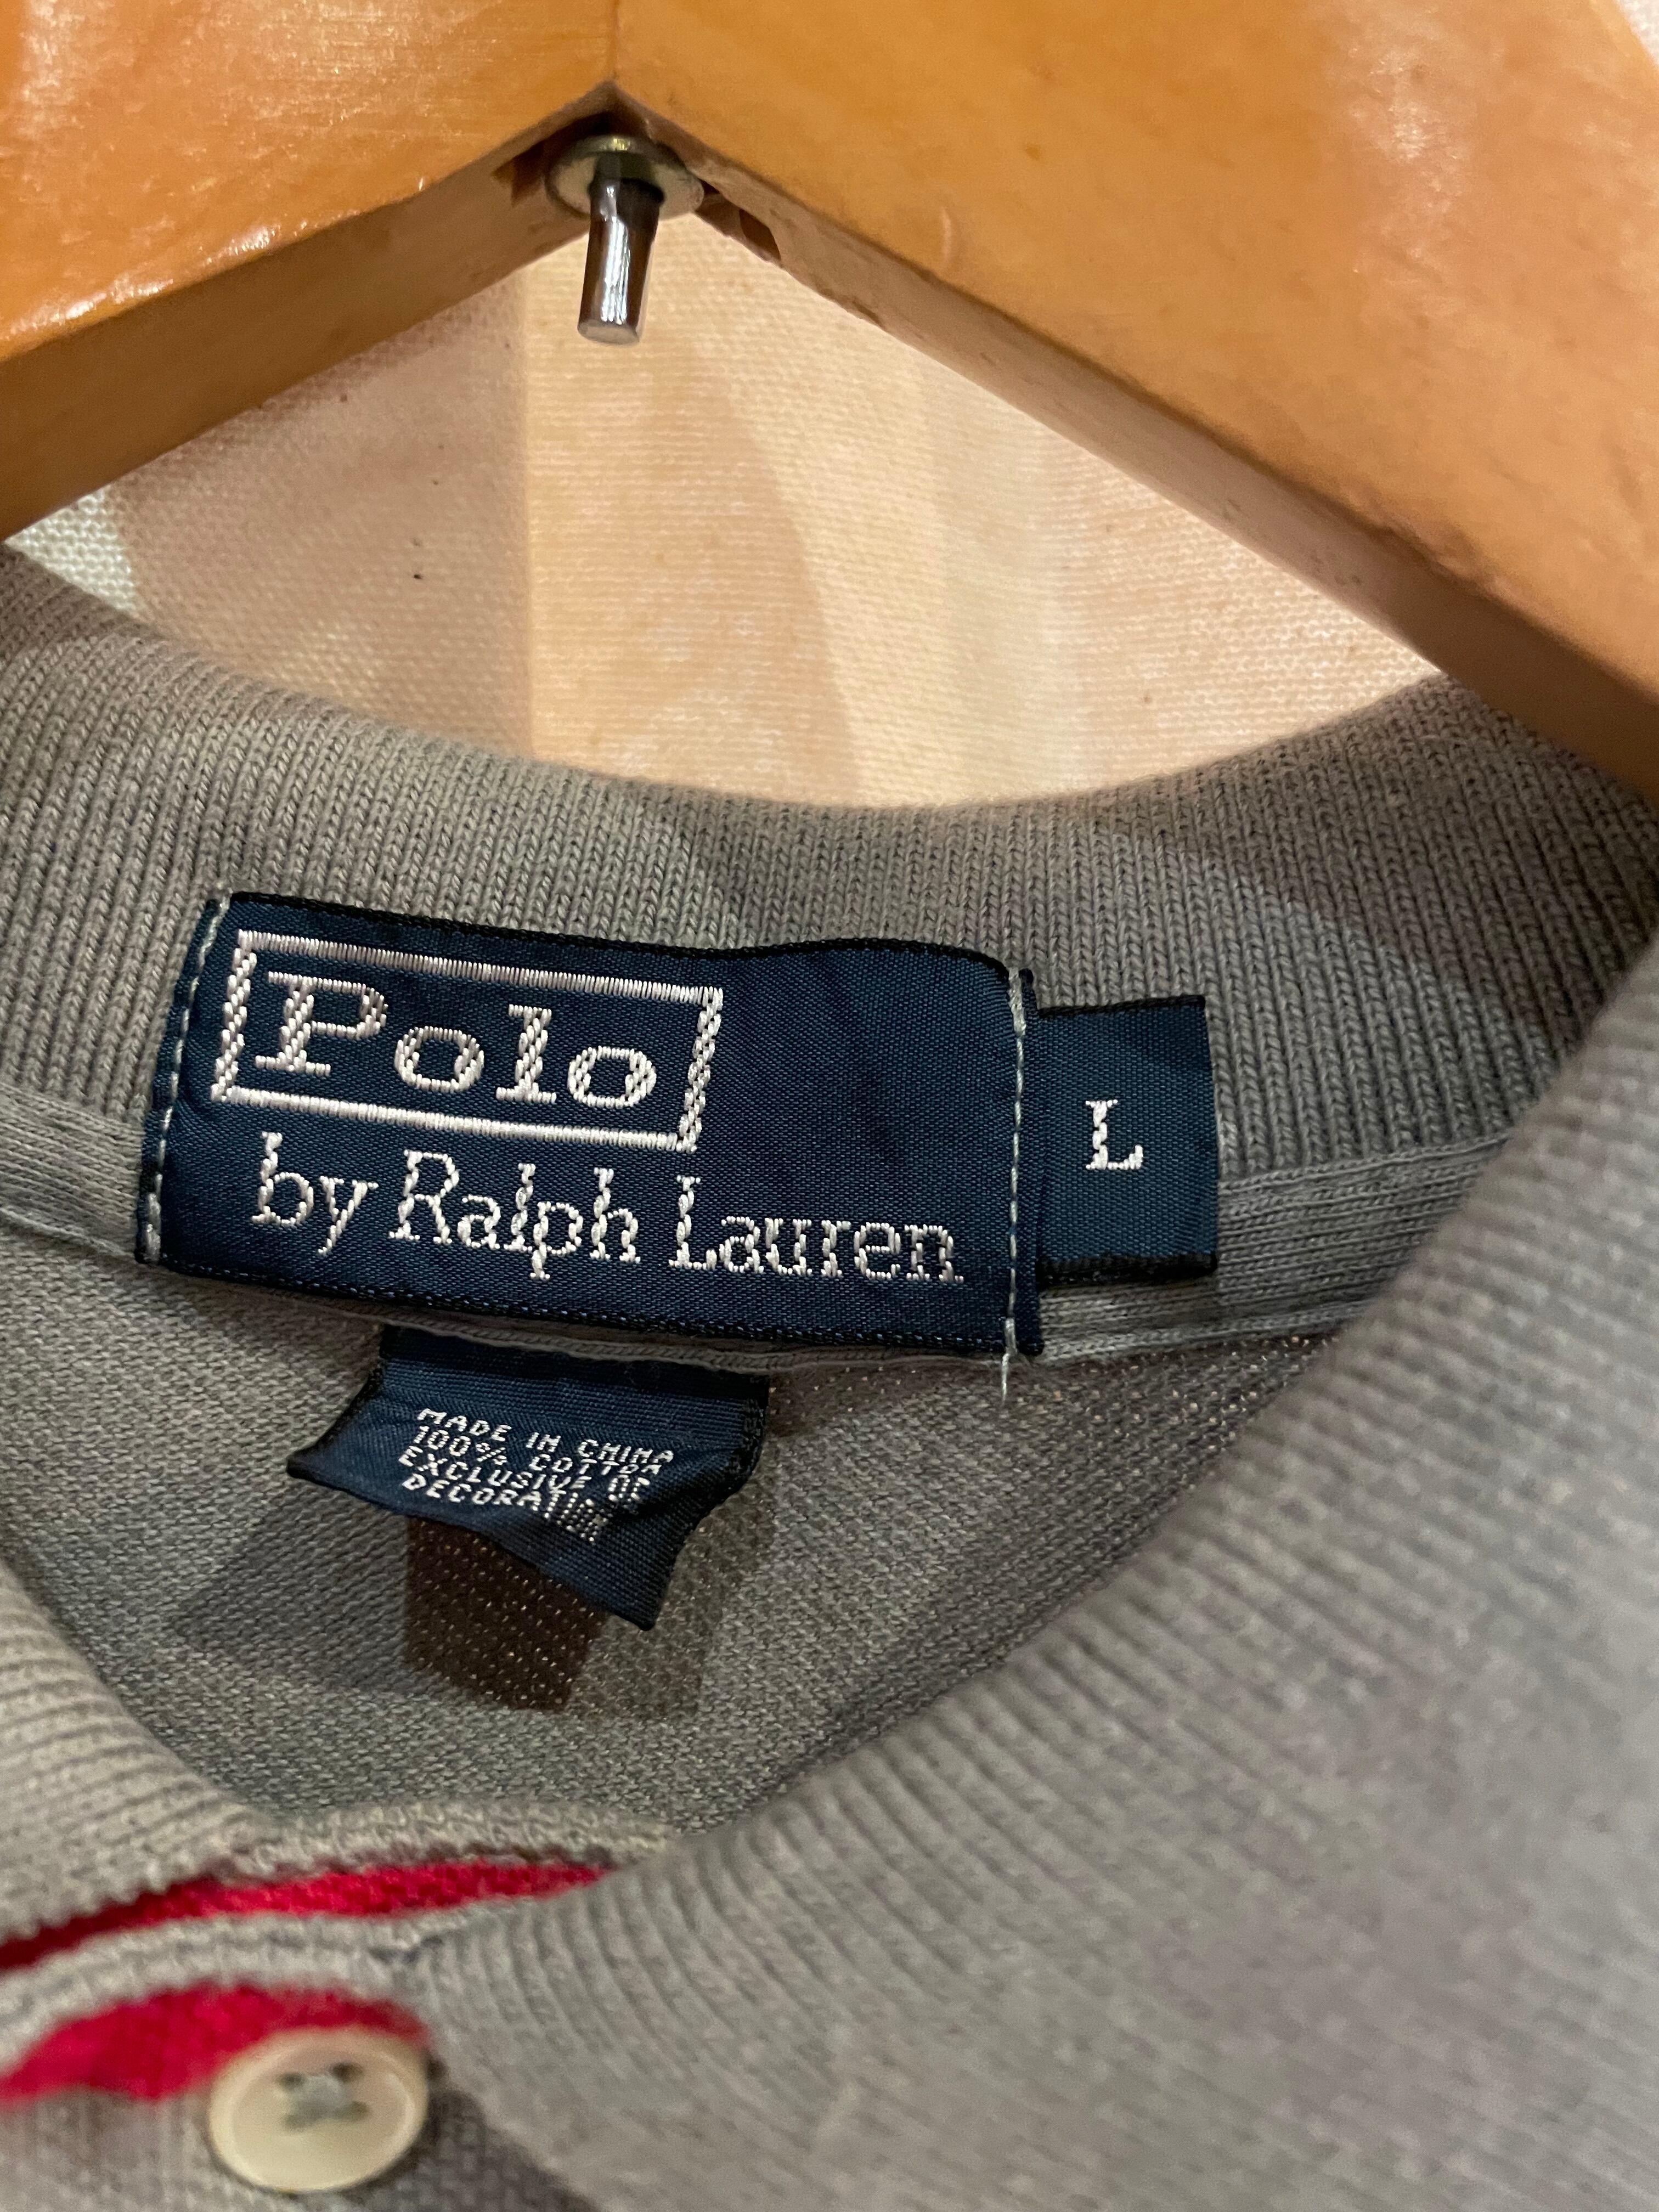 Polo
by Ralph Lauren
L
MADE IN CHINA
100% COTTON
EXCLUSIVE OF
DECORATION